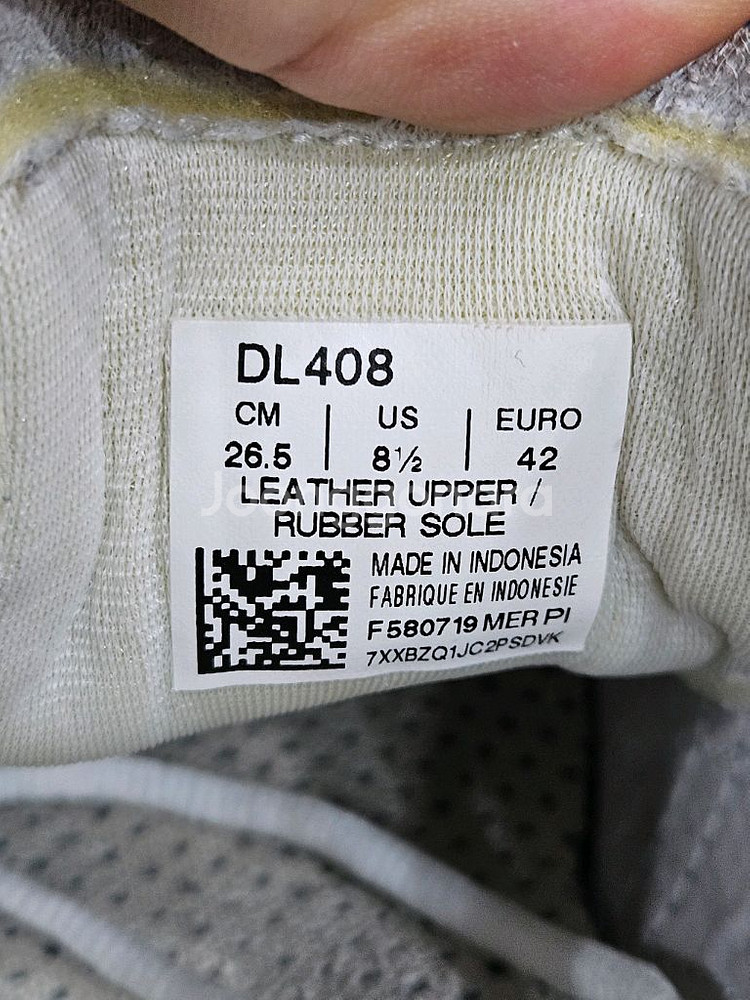 DL408
CM | US | EURO
26.5 | 8½ | 42
LEATHER UPPER /
RUBBER SOLE
MADE IN INDONESIA
FABRIQUE EN INDONESIE
F580719 MER PI
7XXBZQ1JC2PSDVK